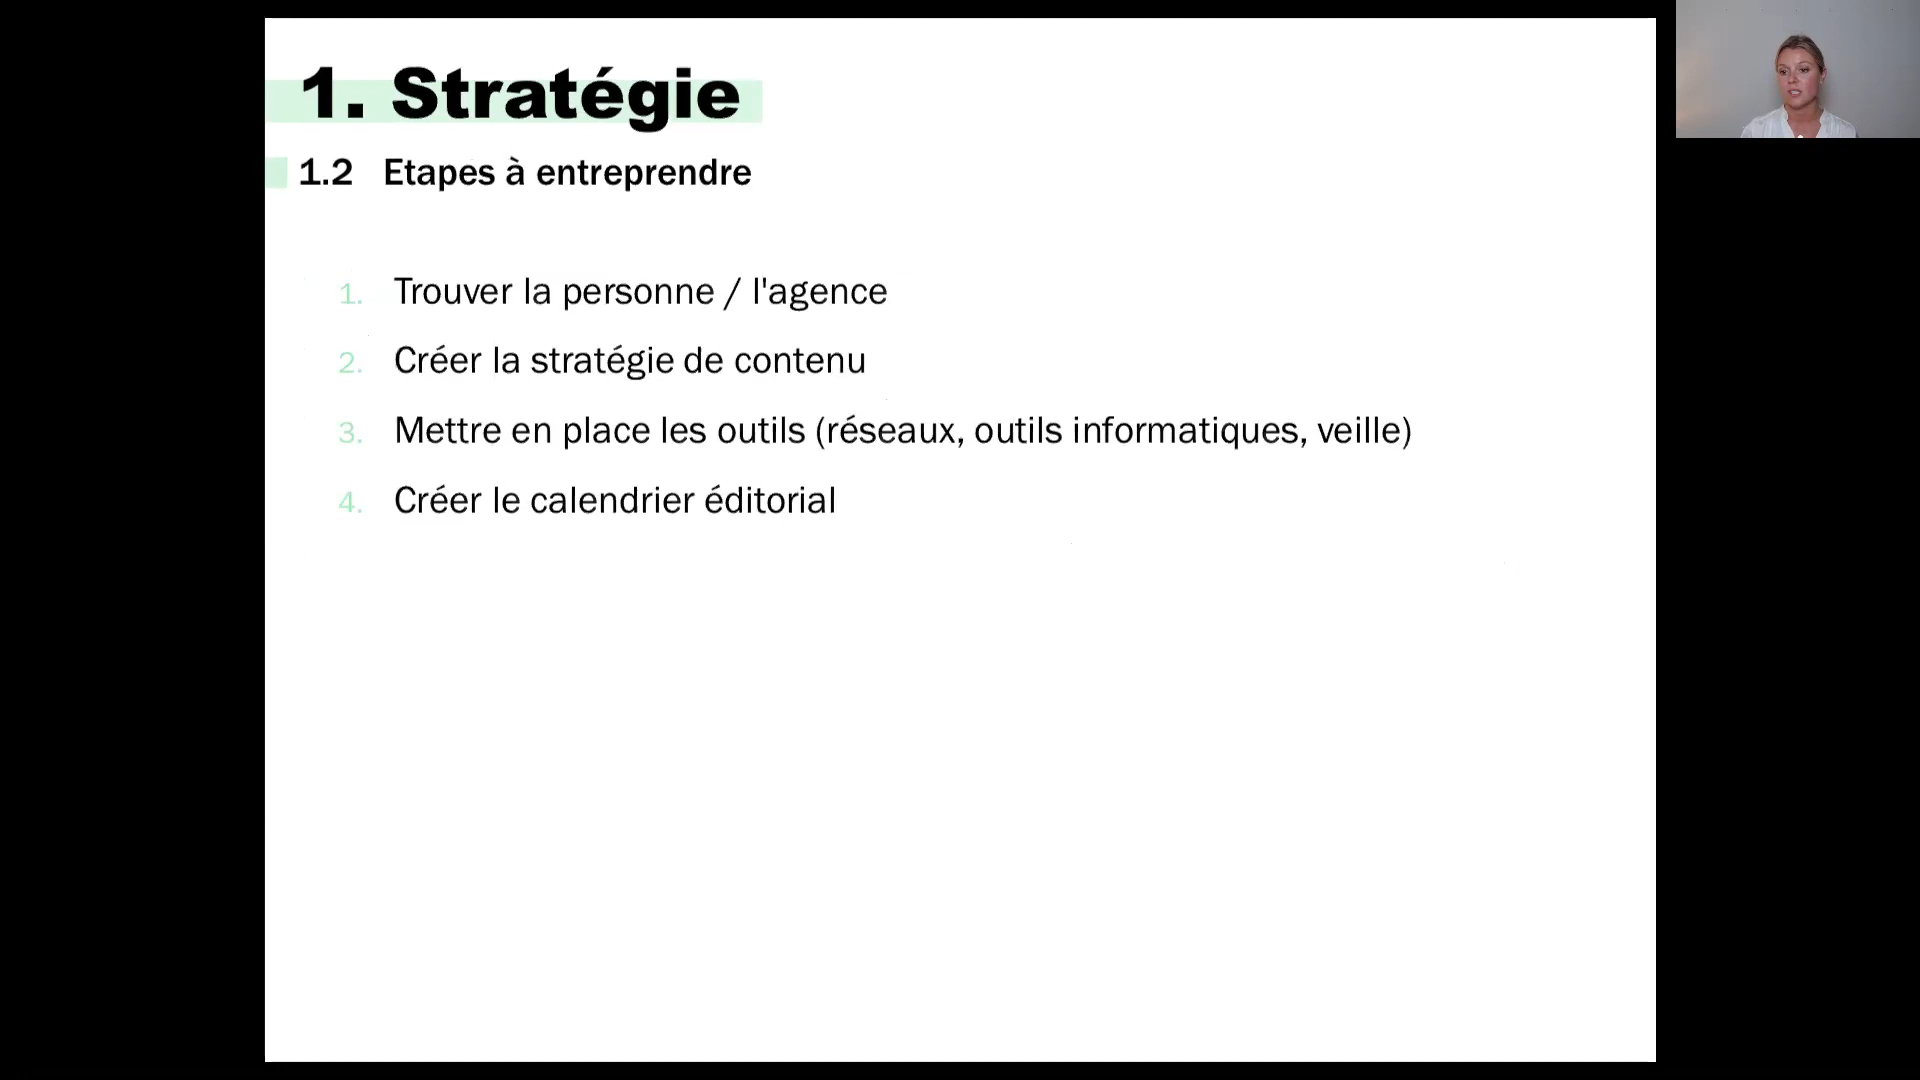 1. Stratégie
1.2 Etapes à entreprendre
1. Trouver la personne / l'agence
2. Créer la stratégie de contenu
3. Mettre en place les outils (réseaux, outils informatiques, veille)
4. Créer le calendrier éditorial